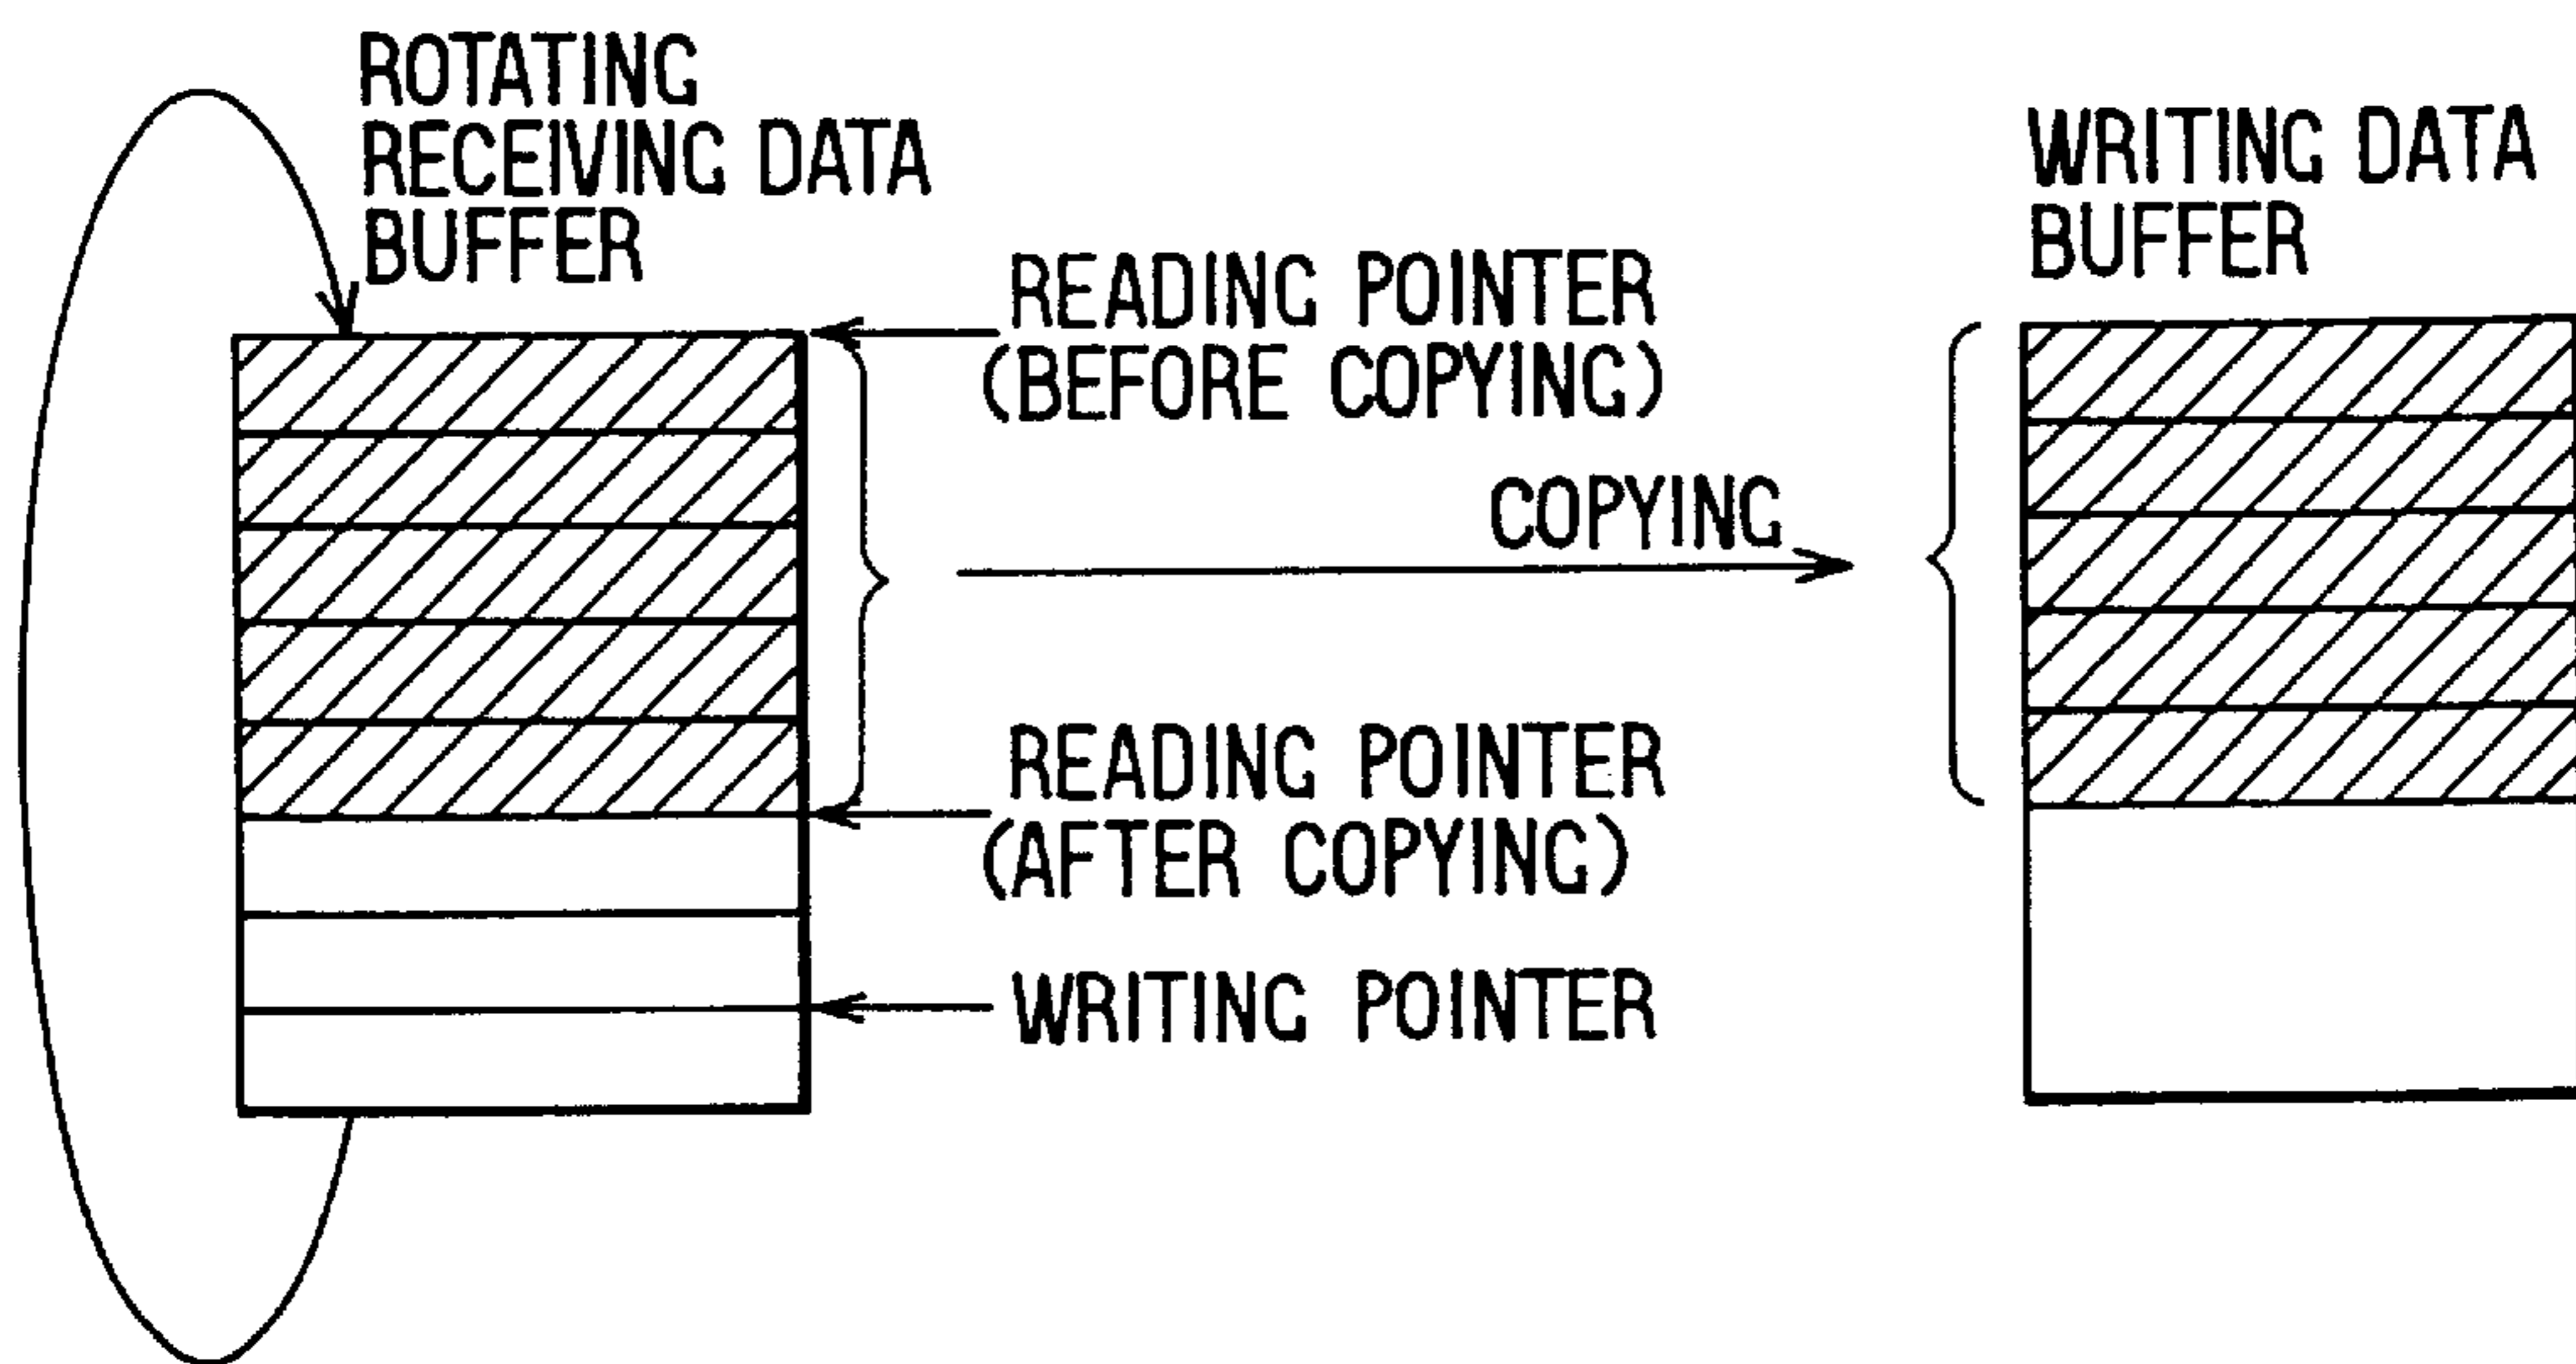 ROTATING
RECEIVING DATA
BUFFER
READING POINTER
(BEFORE COPYING)
COPYING
READING POINTER
(AFTER COPYING)
WRITING POINTER
WRITING DATA
BUFFER